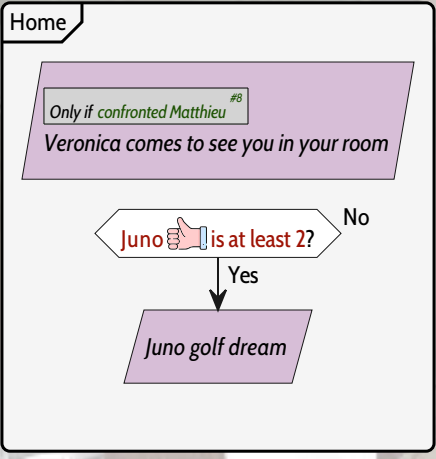 Home
#8
Only if confronted Matthieu
Veronica comes to see you in your room
No
Juno 👍 is at least 2?
Yes
Juno golf dream